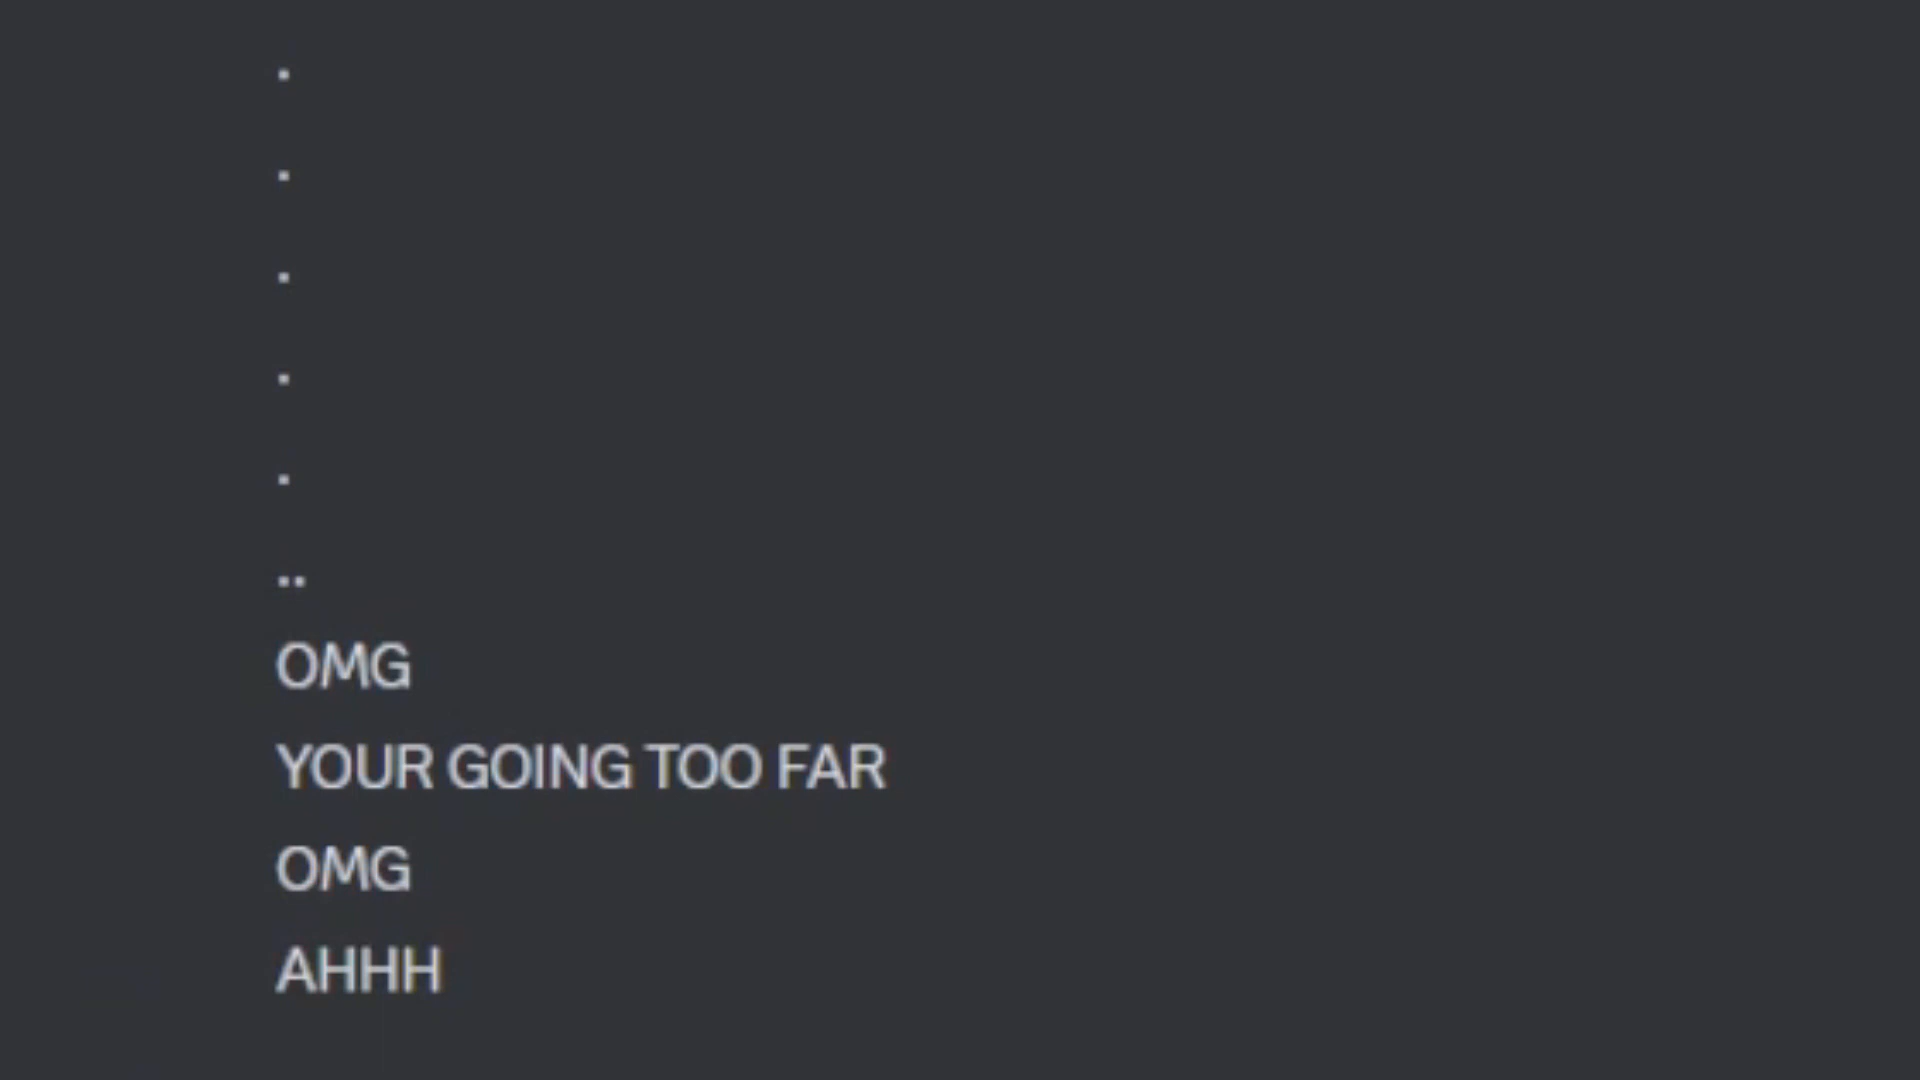 .
.
.
.
.
..
OMG
YOUR GOING TOO FAR
OMG
AHHH